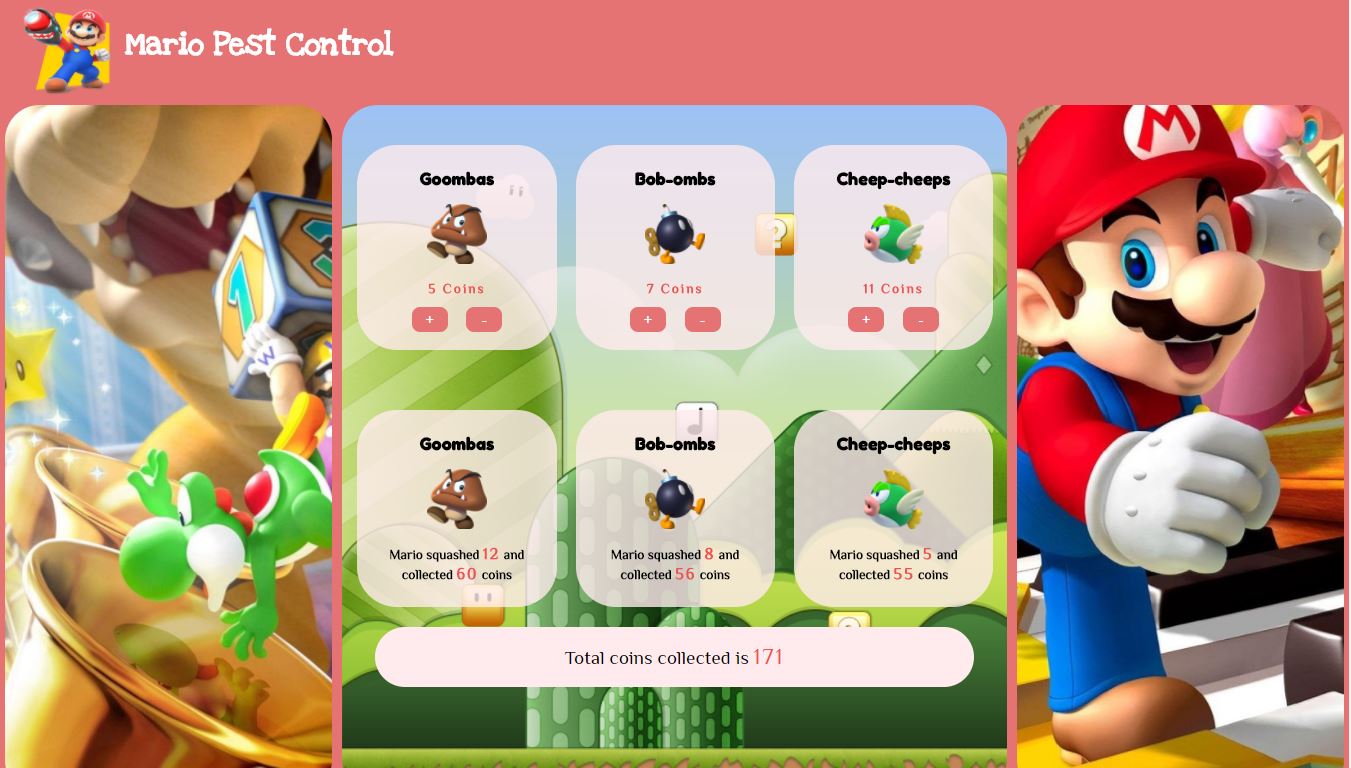 Mario Pest Control
Goombas
Bob-ombs
Cheep-cheeps
5 Coins
7 Coins
11 Coins
+ -
+ -
+ -
Goombas
Bob-ombs
Cheep-cheeps
Mario squashed 12 and
collected 60 coins
Mario squashed 8 and
collected 56 coins
Mario squashed 5 and
collected 55 coins
Total coins collected is 171
M
1
3
W
?